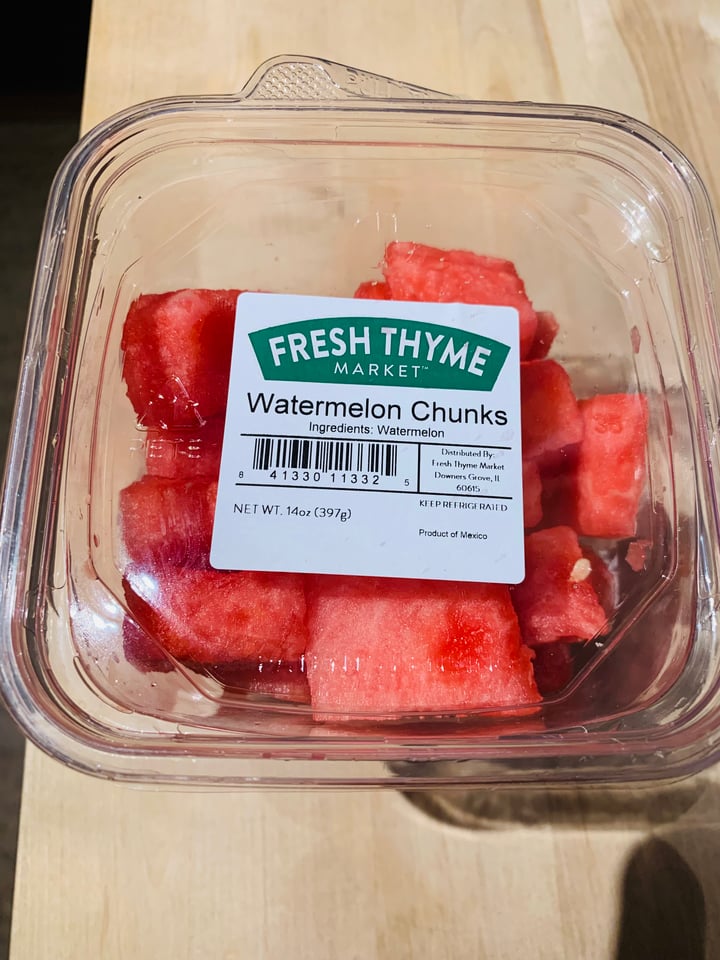 FRESH THYME
MARKET™
Watermelon Chunks
Ingredients: Watermelon
8 41330 11332 5
Distributed By:
Fresh Thyme Market
Downers Grove, IL
60615
KEEP REFRIGERATED
NET WT. 14oz (397g)
Product of Mexico